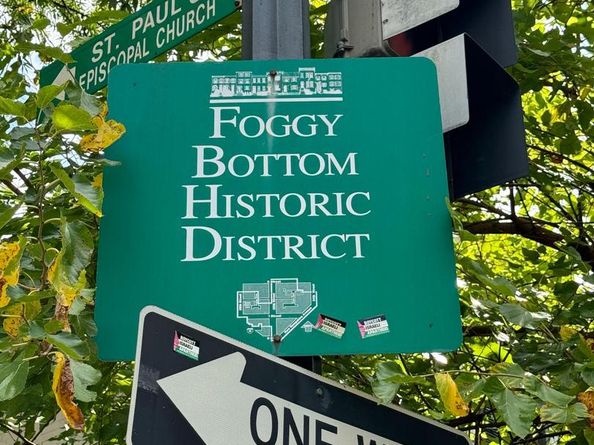 ST. PAUL'S
EPISCOPAL CHURCH
FOGGY
BOTTOM
HISTORIC
DISTRICT
ONE W